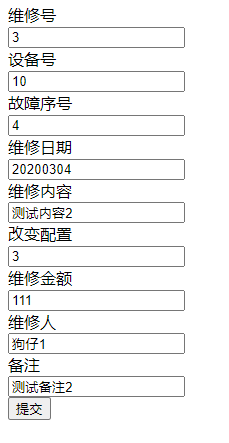 维修号
3
设备号
10
故障序号
4
维修日期
20200304
维修内容
测试内容2
改变配置
3
维修金额
111
维修人
狗仔1
备注
测试备注2
提交